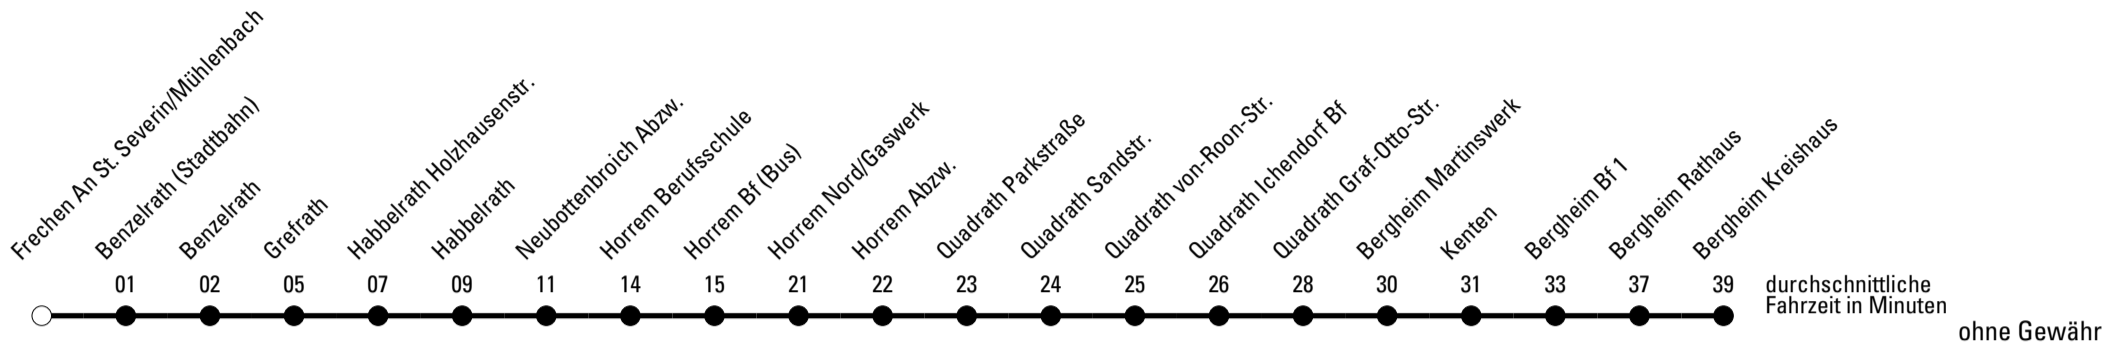 Frechen An St. Severin/Mühlenbach
Benzelrath (Stadtbahn)
Benzelrath
Grefrath
Habbelrath Holzhausenstr.
Habbelrath
Neubottenbroich Abzw.
Horrem Berufsschule
Horrem Bf (Bus)
Horrem Nord/Gaswerk
Horrem Abzw.
Quadrath Parkstraße
Quadrath Sandstr.
Quadrath von-Roon-Str.
Quadrath Ichendorf Bf
Quadrath Graf-Otto-Str.
Bergheim Martinswerk
Kenten
Bergheim Bf 1
Bergheim Rathaus
Bergheim Kreishaus
01 02 05 07 09 11 14 15 21 22 23 24 25 26 28 30 31 33 37 39
durchschnittliche
Fahrzeit in Minuten
ohne Gewähr